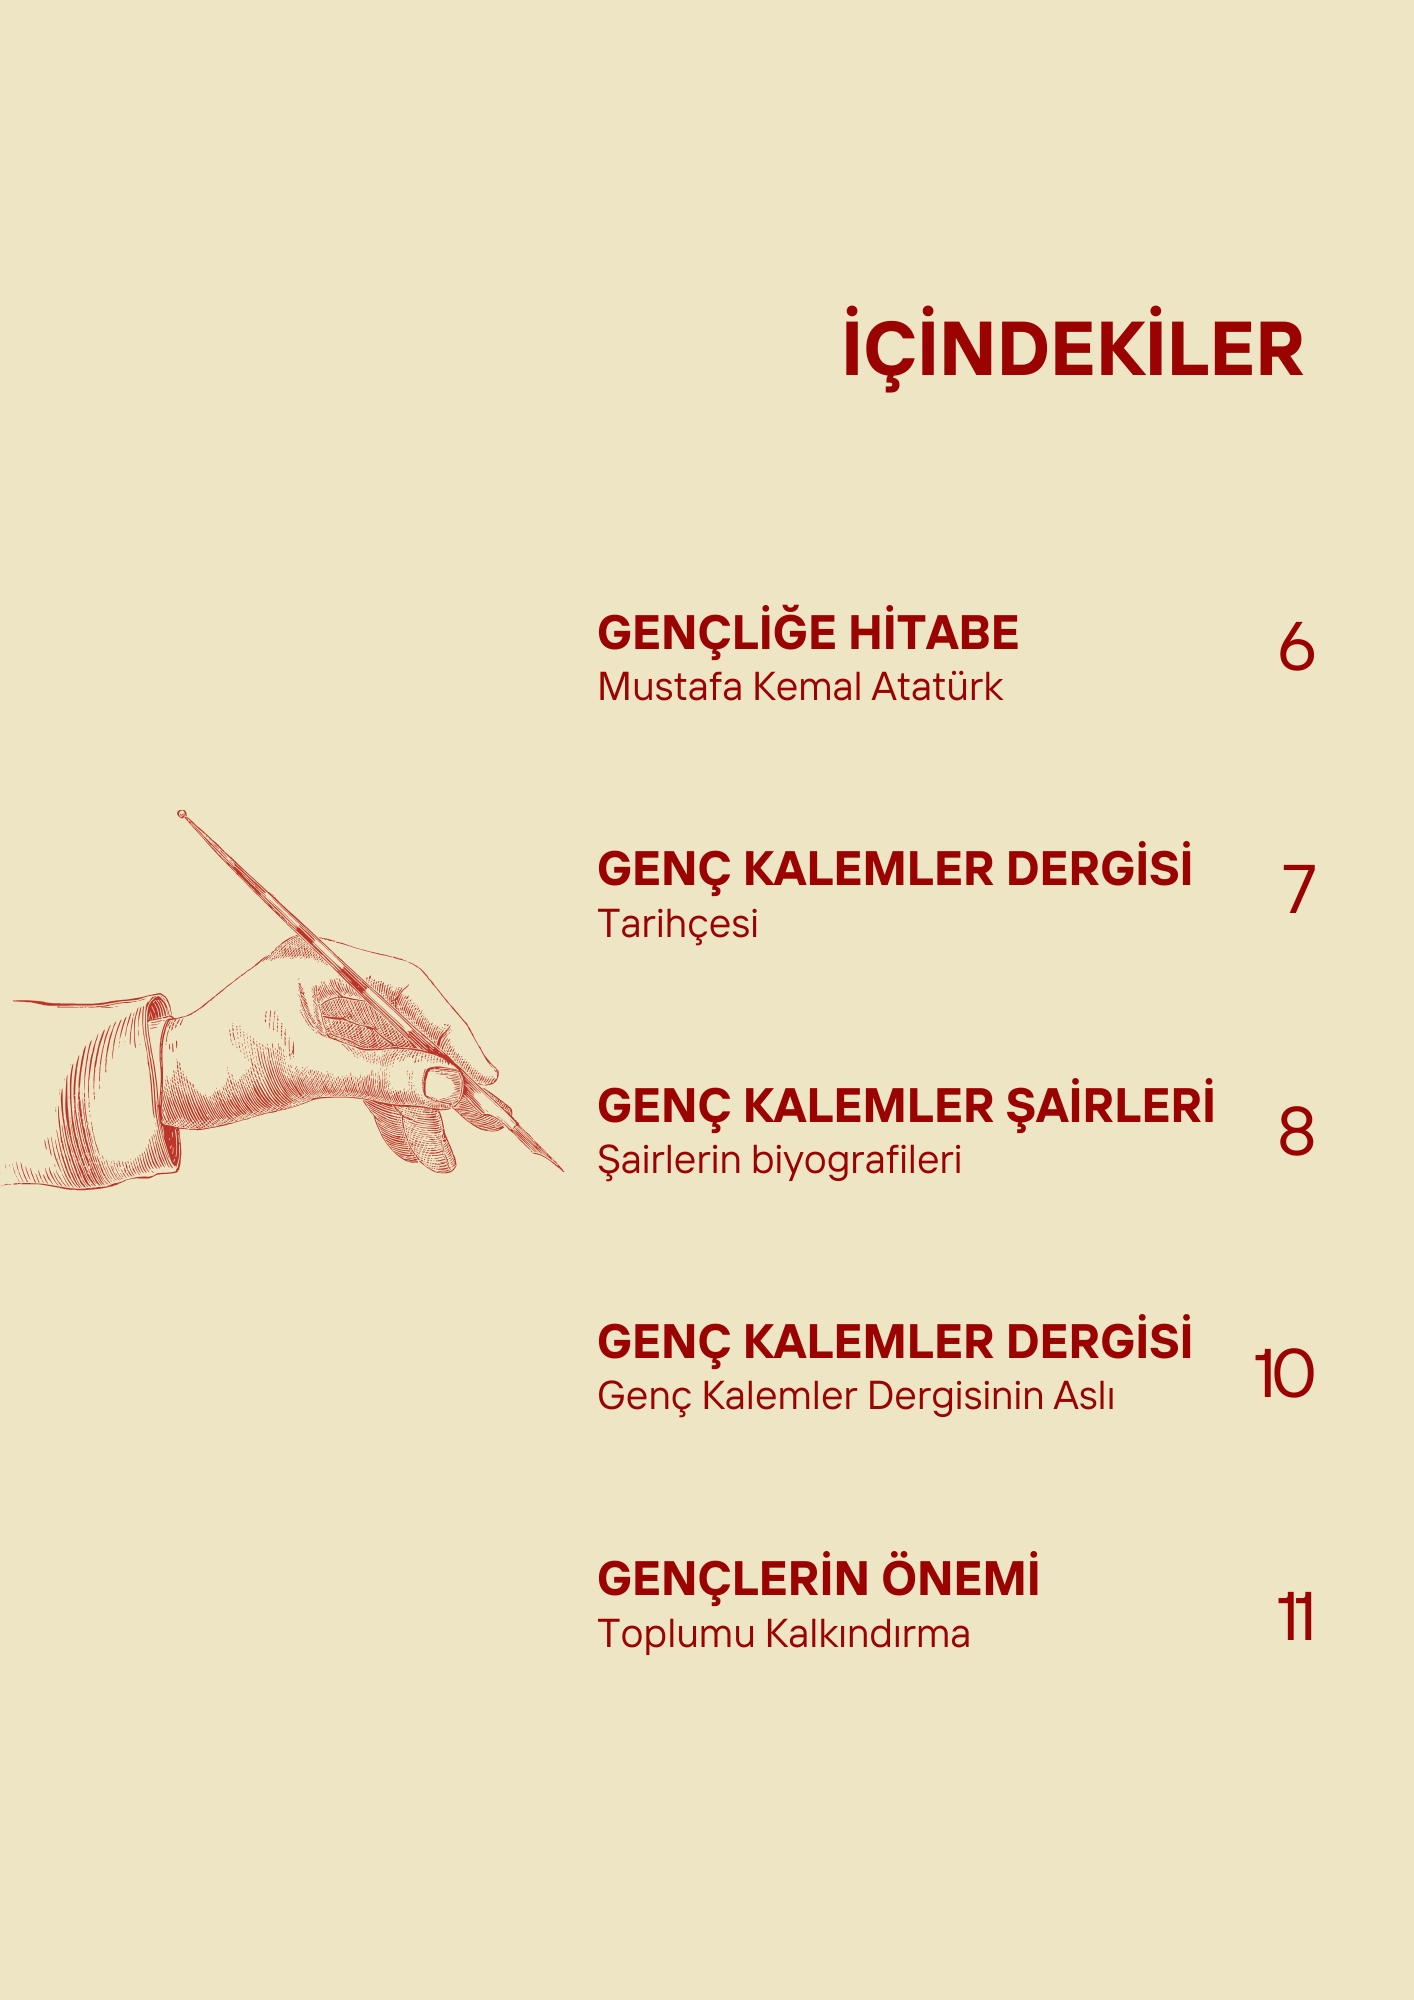 İÇİNDEKİLER
GENÇLİĞE HİTABE
Mustafa Kemal Atatürk
6
GENÇ KALEMLER DERGİSİ
Tarihçesi
7
GENÇ KALEMLER ŞAİRLERİ
Şairlerin biyografileri
8
GENÇ KALEMLER DERGİSİ
Genç Kalemler Dergisinin Aslı
10
GENÇLERİN ÖNEMİ
Toplumu Kalkındırma
11